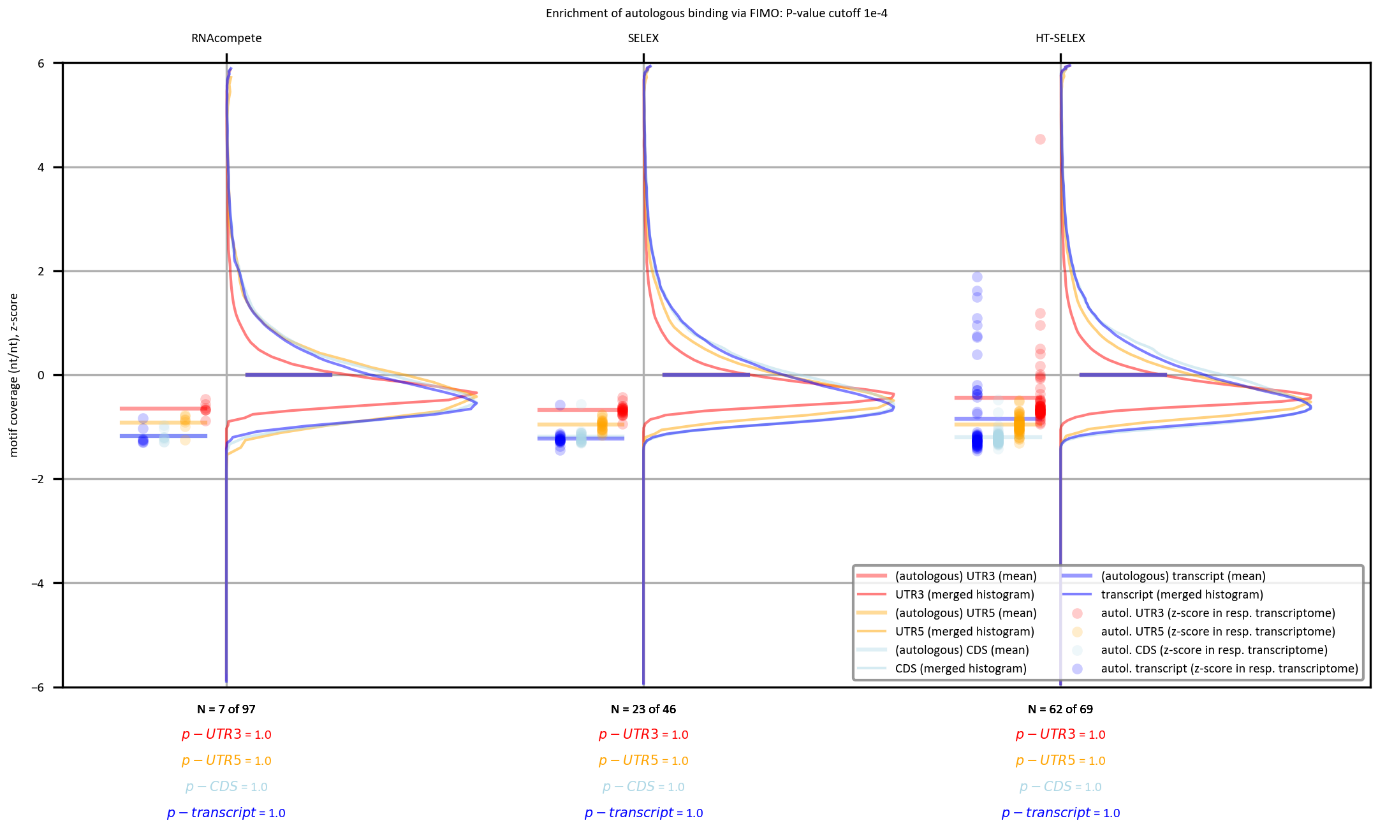 Enrichment of autologous binding via FIMO: P-value cutoff 1e-4
RNAcompete SELEX HT-SELEX
6
4
2
0
−2
−4
−6
motif coverage (nt/nt), z-score
(autologous) UTR3 (mean)
UTR3 (merged histogram)
(autologous) UTR5 (mean)
UTR5 (merged histogram)
(autologous) CDS (mean)
CDS (merged histogram)
(autologous) transcript (mean)
transcript (merged histogram)
autol. UTR3 (z-score in resp. transcriptome)
autol. UTR5 (z-score in resp. transcriptome)
autol. CDS (z-score in resp. transcriptome)
autol. transcript (z-score in resp. transcriptome)
N = 7 of 97 N = 23 of 46 N = 62 of 69
p − UTR3 = 1.0 p − UTR3 = 1.0 p − UTR3 = 1.0
p − UTR5 = 1.0 p − UTR5 = 1.0 p − UTR5 = 1.0
p − CDS = 1.0 p − CDS = 1.0 p − CDS = 1.0
p − transcript = 1.0 p − transcript = 1.0 p − transcript = 1.0